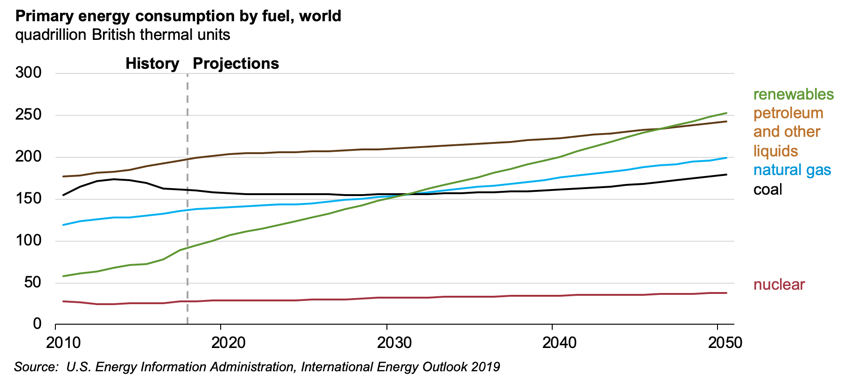 Primary energy consumption by fuel, world
quadrillion British thermal units
History Projections
300
250
200
150
100
50
0
2010 2020 2030 2040 2050
renewables
petroleum
and other
liquids
natural gas
coal
nuclear
Source: U.S. Energy Information Administration, International Energy Outlook 2019